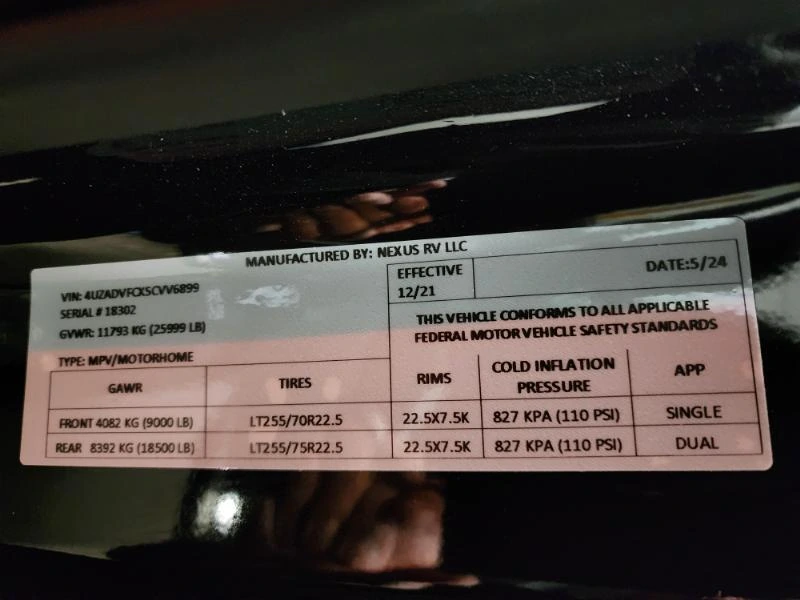 MANUFACTURED BY: NEXUS RV LLC
VIN: 4UZADVFCXSCVV6899
SERIAL # 18302
GVWR: 11793 KG (25999 LB)
EFFECTIVE
12/21
DATE:5/24
THIS VEHICLE CONFORMS TO ALL APPLICABLE
FEDERAL MOTOR VEHICLE SAFETY STANDARDS
TYPE: MPV/MOTORHOME
GAWR TIRES RIMS COLD INFLATION PRESSURE APP
FRONT 4082 KG (9000 LB) LT255/70R22.5 22.5X7.5K 827 KPA (110 PSI) SINGLE
REAR 8392 KG (18500 LB) LT255/75R22.5 22.5X7.5K 827 KPA (110 PSI) DUAL